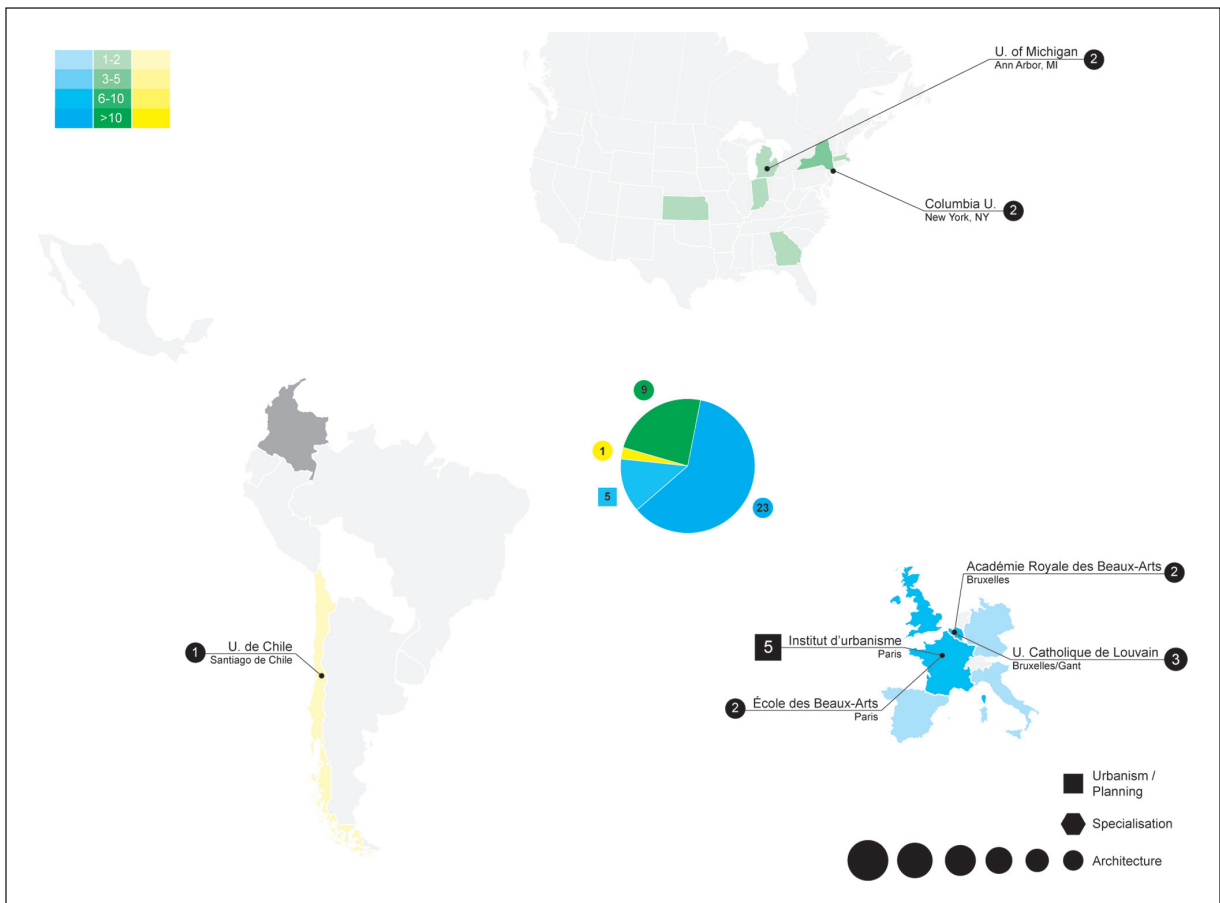 1-2
3-5
6-10
>10
U. of Michigan
Ann Arbor, MI
2
Columbia U.
New York, NY
2
9
1
5
23
Académie Royale des Beaux-Arts
Bruxelles
2
5
Institut d'urbanisme
Paris
U. Catholique de Louvain
Bruxelles/Gant
3
2
École des Beaux-Arts
Paris
1
U. de Chile
Santiago de Chile
Urbanism /
Planning
Specialisation
Architecture